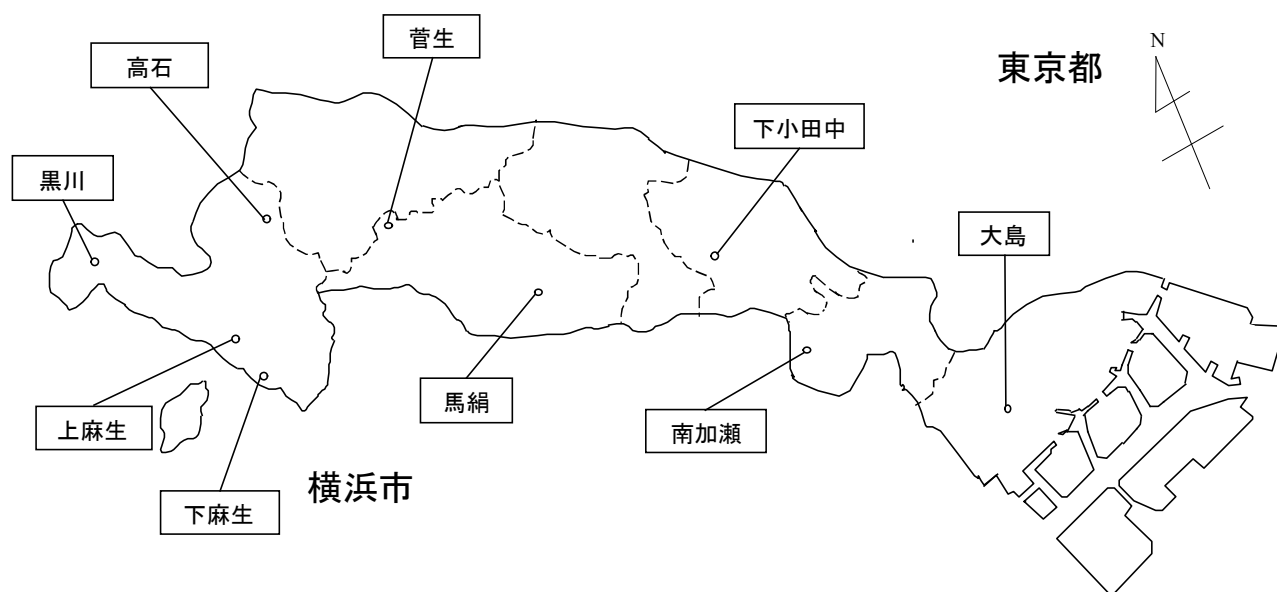 菅生
高石
N
東京都
下小田中
黒川
大島
馬絹
上麻生
南加瀬
横浜市
下麻生